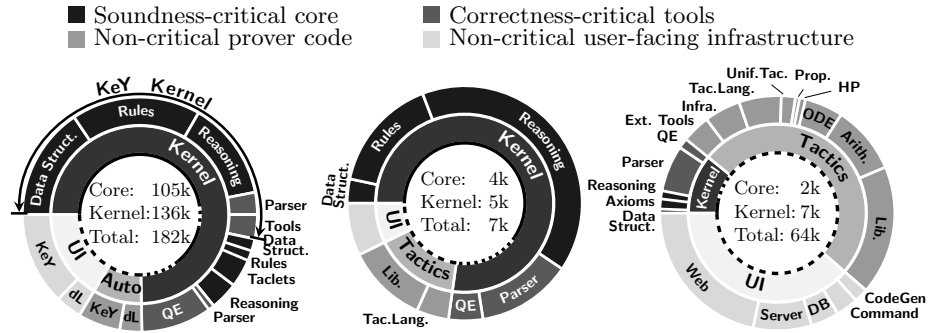 Soundness-critical core
Correctness-critical tools
Non-critical prover code
Non-critical user-facing infrastructure
KeY Kernel
Rules
Data Struct.
Reasoning
Kernel
Core: 105k
Kernel:136k
Total: 182k
Parser
Tools
Data
Struct.
Rules
Taclets
Reasoning
Parser
QE
Auto
dL
KeY
dL
UI
KeY
Rules
Reasoning
Kernel
Data
Struct.
Core: 4k
Kernel: 5k
Total: 7k
UI
Tactics
Lib.
Tac.Lang.
QE
Parser
Unif.Tac.
Prop.
HP
Tac.Lang.
Infra.
Ext. Tools
QE
ODE
Arith.
Tactics
Parser
Kernel
Reasoning
Axioms
Data
Struct.
Core: 2k
Kernel: 7k
Total: 64k
Lib.
UI
Web
Server
DB
CodeGen
Command